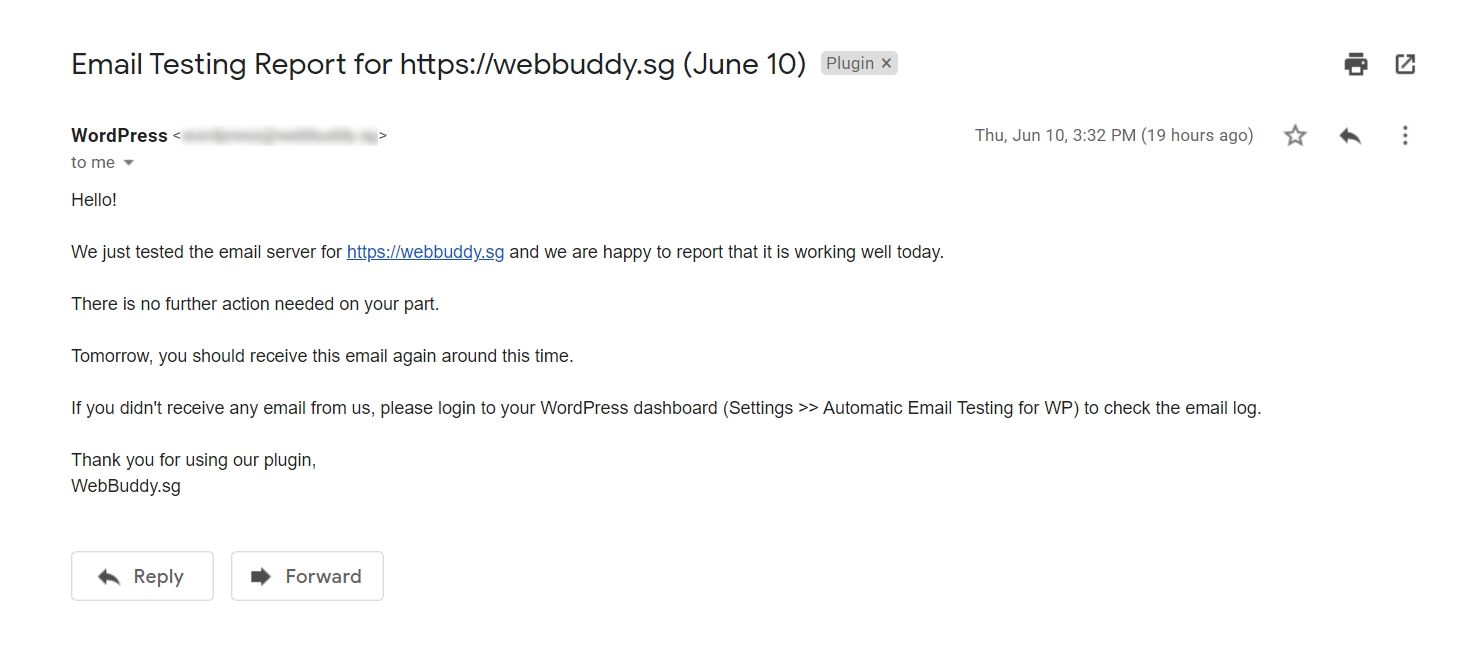 Email Testing Report for https://webbuddy.sg (June 10) Plugin ×
WordPress < > Thu, Jun 10, 3:32 PM (19 hours ago)
to me
Hello!
We just tested the email server for https://webbuddy.sg and we are happy to report that it is working well today.
There is no further action needed on your part.
Tomorrow, you should receive this email again around this time.
If you didn't receive any email from us, please login to your WordPress dashboard (Settings >> Automatic Email Testing for WP) to check the email log.
Thank you for using our plugin,
WebBuddy.sg
Reply Forward